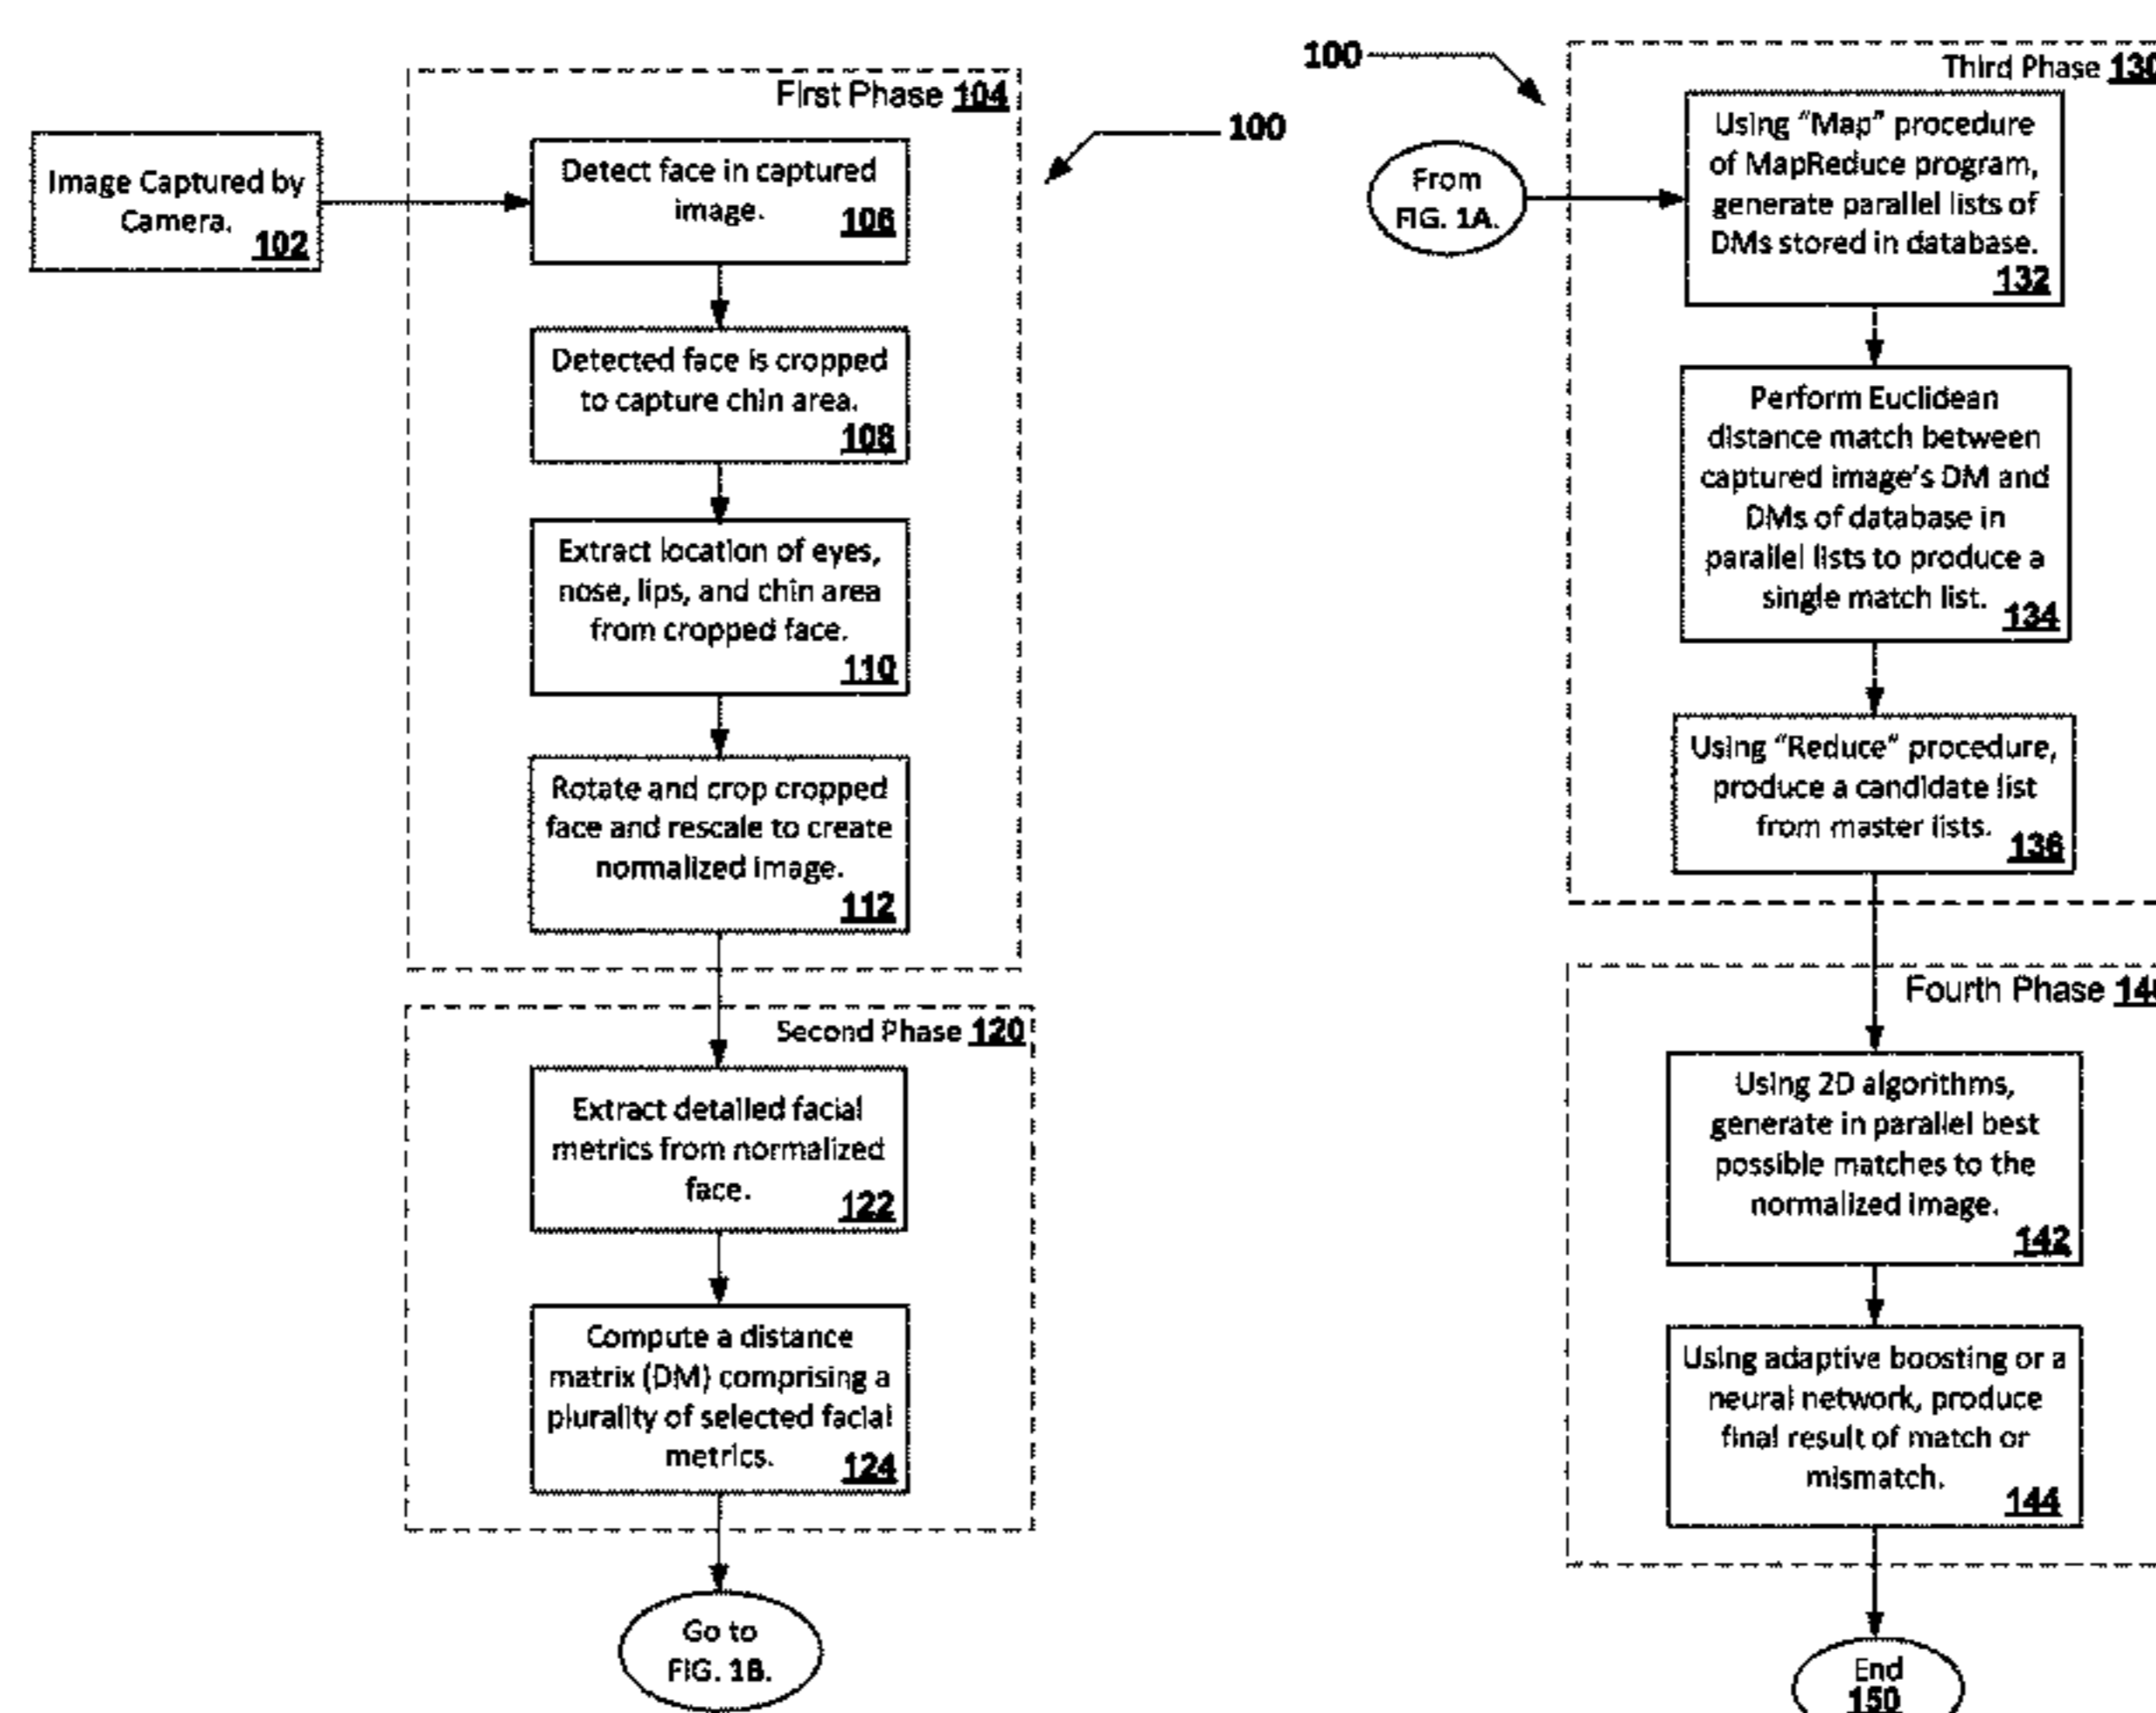 First Phase 104
100
Image Captured by
Camera.
102
Detect face in captured
image.
106
Detected face is cropped
to capture chin area.
108
Extract location of eyes,
nose, lips, and chin area
from cropped face.
110
Rotate and crop cropped
face and rescale to create
normalized image.
112
Second Phase 120
Extract detailed facial
metrics from normalized
face.
122
Compute a distance
matrix (DM) comprising a
plurality of selected facial
metrics.
124
Go to
FIG. 1B.
100
Third Phase 130
From
FIG. 1A.
Using "Map" procedure
of MapReduce program,
generate parallel lists of
DMs stored in database.
132
Perform Euclidean
distance match between
captured image's DM and
DMs of database in
parallel lists to produce a
single match list.
134
Using "Reduce" procedure,
produce a candidate list
from master lists.
136
Fourth Phase 140
Using 2D algorithms,
generate in parallel best
possible matches to the
normalized image.
142
Using adaptive boosting or a
neural network, produce
final result of match or
mismatch.
144
End
150